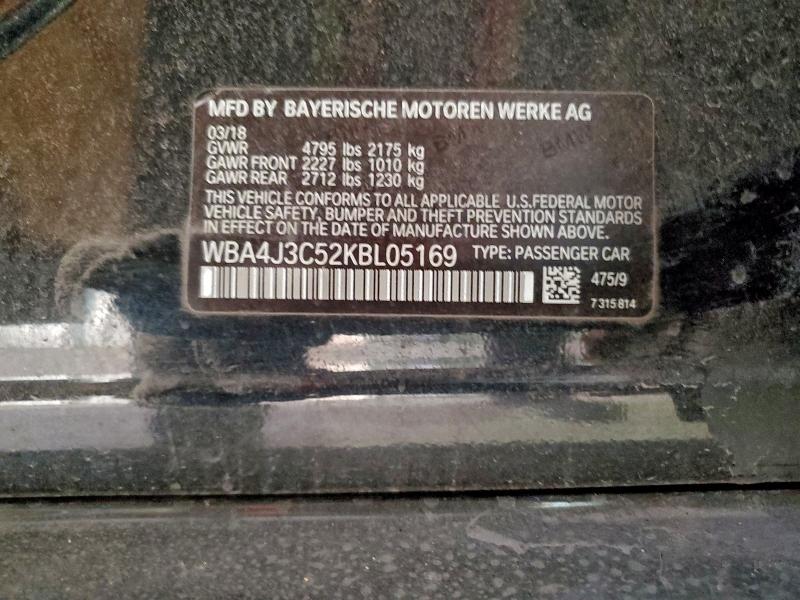 MFD BY BAYERISCHE MOTOREN WERKE AG
03/18
GVWR 4795 lbs 2175 kg
GAWR FRONT 2227 lbs 1010 kg
GAWR REAR 2712 lbs 1230 kg
THIS VEHICLE CONFORMS TO ALL APPLICABLE U.S.FEDERAL MOTOR
VEHICLE SAFETY, BUMPER AND THEFT PREVENTION STANDARDS
IN EFFECT ON THE DATE OF MANUFACTURE SHOWN ABOVE.
WBA4J3C52KBL05169 TYPE: PASSENGER CAR
475/9
7 315 814